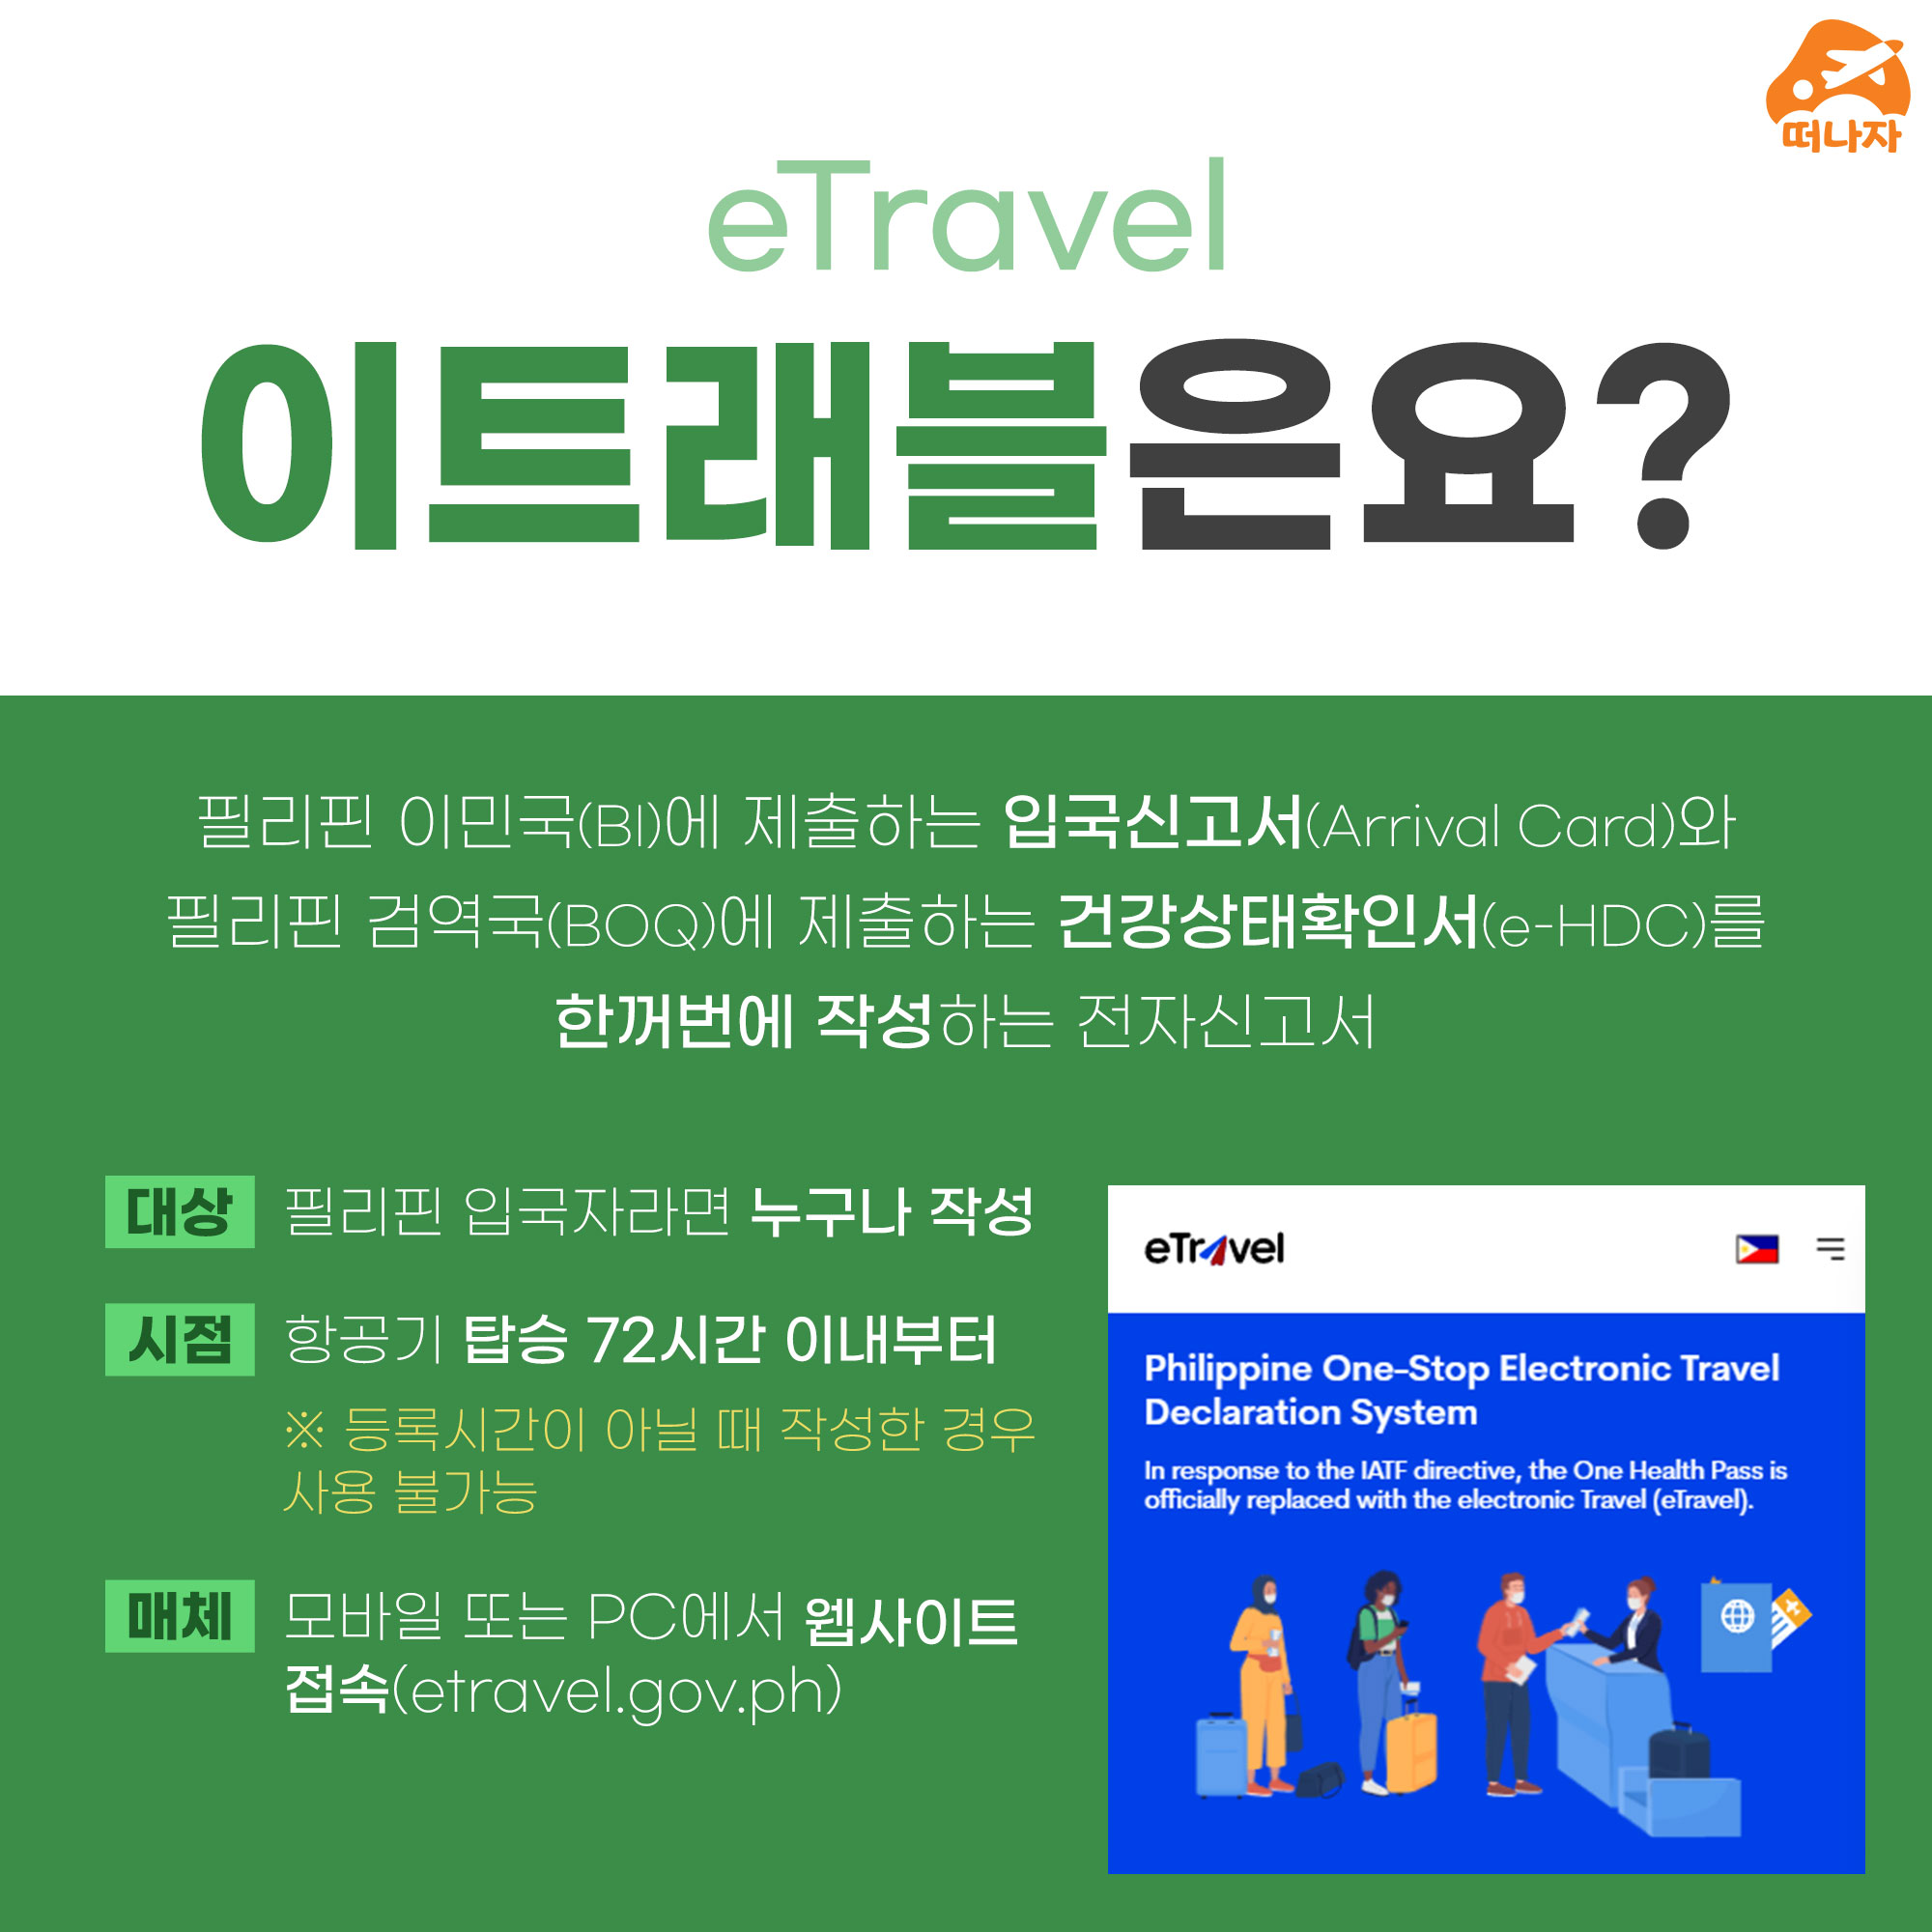 떠나자
eTravel
이트래블은요?
필리핀 이민국(BI)에 제출하는 입국신고서(Arrival Card)와
필리핀 검역국(BOQ)에 제출하는 건강상태확인서(e-HDC)를
한꺼번에 작성하는 전자신고서
대상 필리핀 입국자라면 누구나 작성
시점 항공기 탑승 72시간 이내부터
※ 등록시간이 아닐 때 작성한 경우
사용 불가능
매체 모바일 또는 PC에서 웹사이트
접속(etravel.gov.ph)
eTravel
Philippine One-Stop Electronic Travel
Declaration System
In response to the IATF directive, the One Health Pass is
officially replaced with the electronic Travel (eTravel).